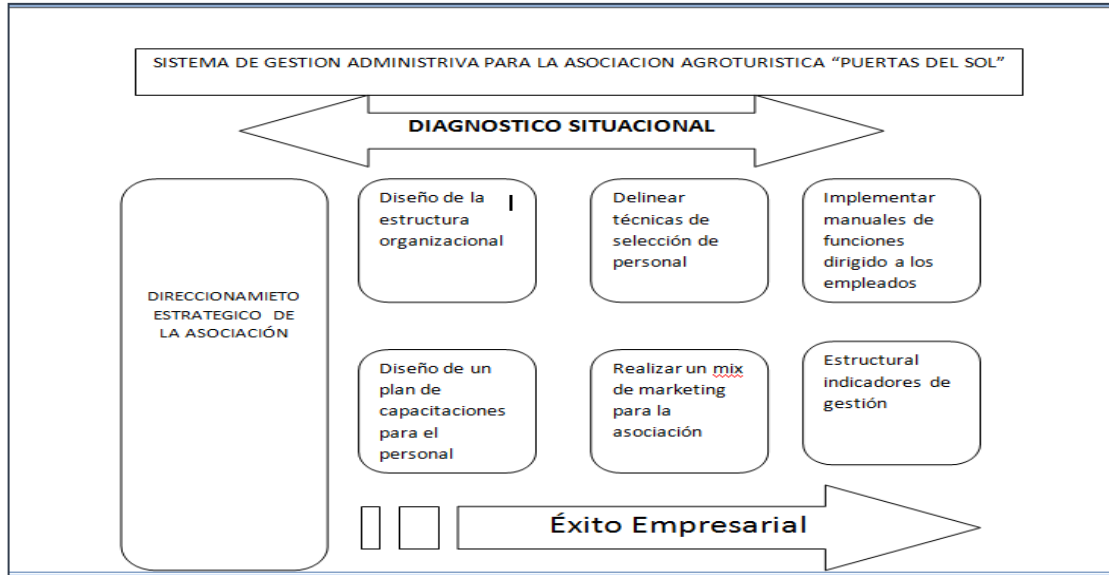 SISTEMA DE GESTION ADMINISTRIVA PARA LA ASOCIACION AGROTURISTICA “PUERTAS DEL SOL”
DIAGNOSTICO SITUACIONAL
DIRECCIONAMIETO
ESTRATEGICO DE
LA ASOCIACIÓN
Diseño de la
estructura
organizacional
Delinear
técnicas de
selección de
personal
Implementar
manuales de
funciones
dirigido a los
empleados
Diseño de un
plan de
capacitaciones
para el
personal
Realizar un mix
de marketing
para la
asociación
Estructural
indicadores de
gestión
Éxito Empresarial